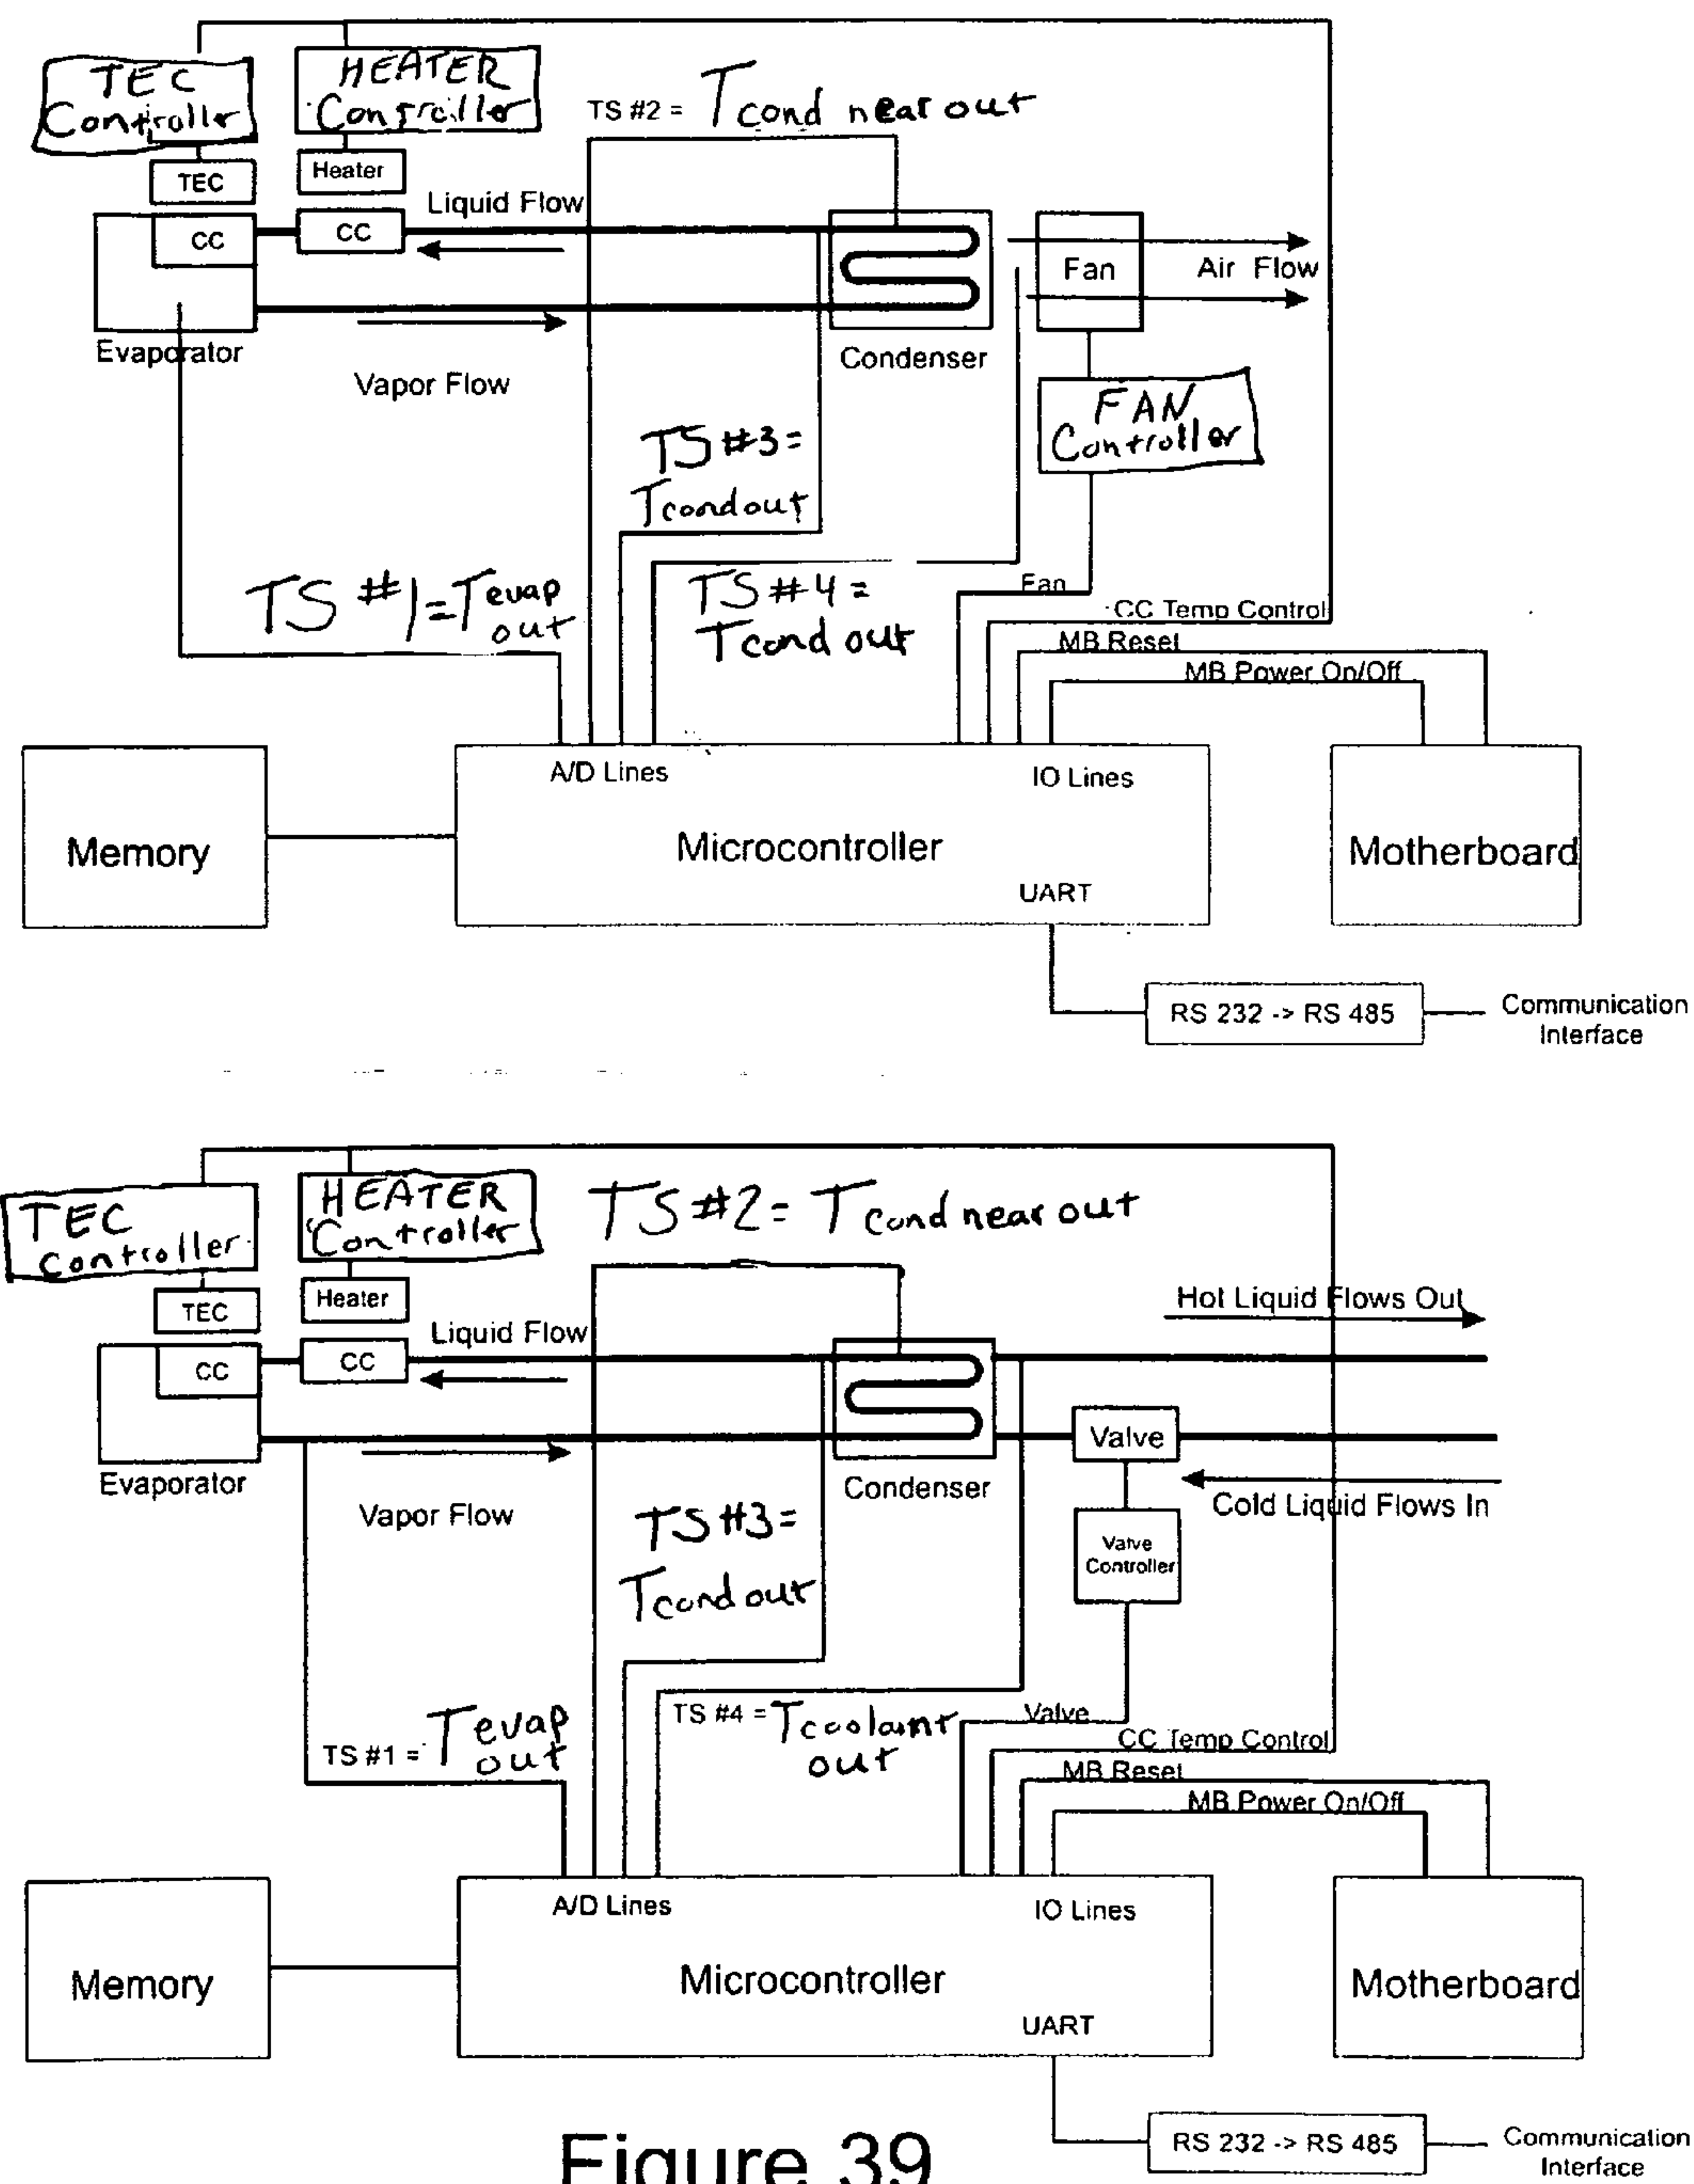 TEC
Controller
HEATER
Controller
TS #2 = Tcond near out
TEC
Heater
Liquid Flow
CC
CC
Fan
Air Flow
Evaporator
Condenser
Vapor Flow
FAN
Controller
TS #3 =
Tcondout
TS #1 = Tevap
out
TS #4 =
Tcond out
Fan
CC Temp Control
MB Reset
MB Power On/Off
A/D Lines
IO Lines
Memory
Microcontroller
Motherboard
UART
RS 232 -> RS 485
Communication
Interface
TEC
Controller
HEATER
Controller
TS #2 = Tcond near out
TEC
Heater
Hot Liquid Flows Out
Liquid Flow
CC
CC
Valve
Evaporator
Condenser
Cold Liquid Flows In
Vapor Flow
TS #3 =
Tcondout
Valve
Controller
TS #1 = Tevap
out
TS #4 = Tcoolant
out
Valve
CC Temp Control
MB Reset
MB Power On/Off
A/D Lines
IO Lines
Memory
Microcontroller
Motherboard
UART
RS 232 -> RS 485
Communication
Interface
Figure 39